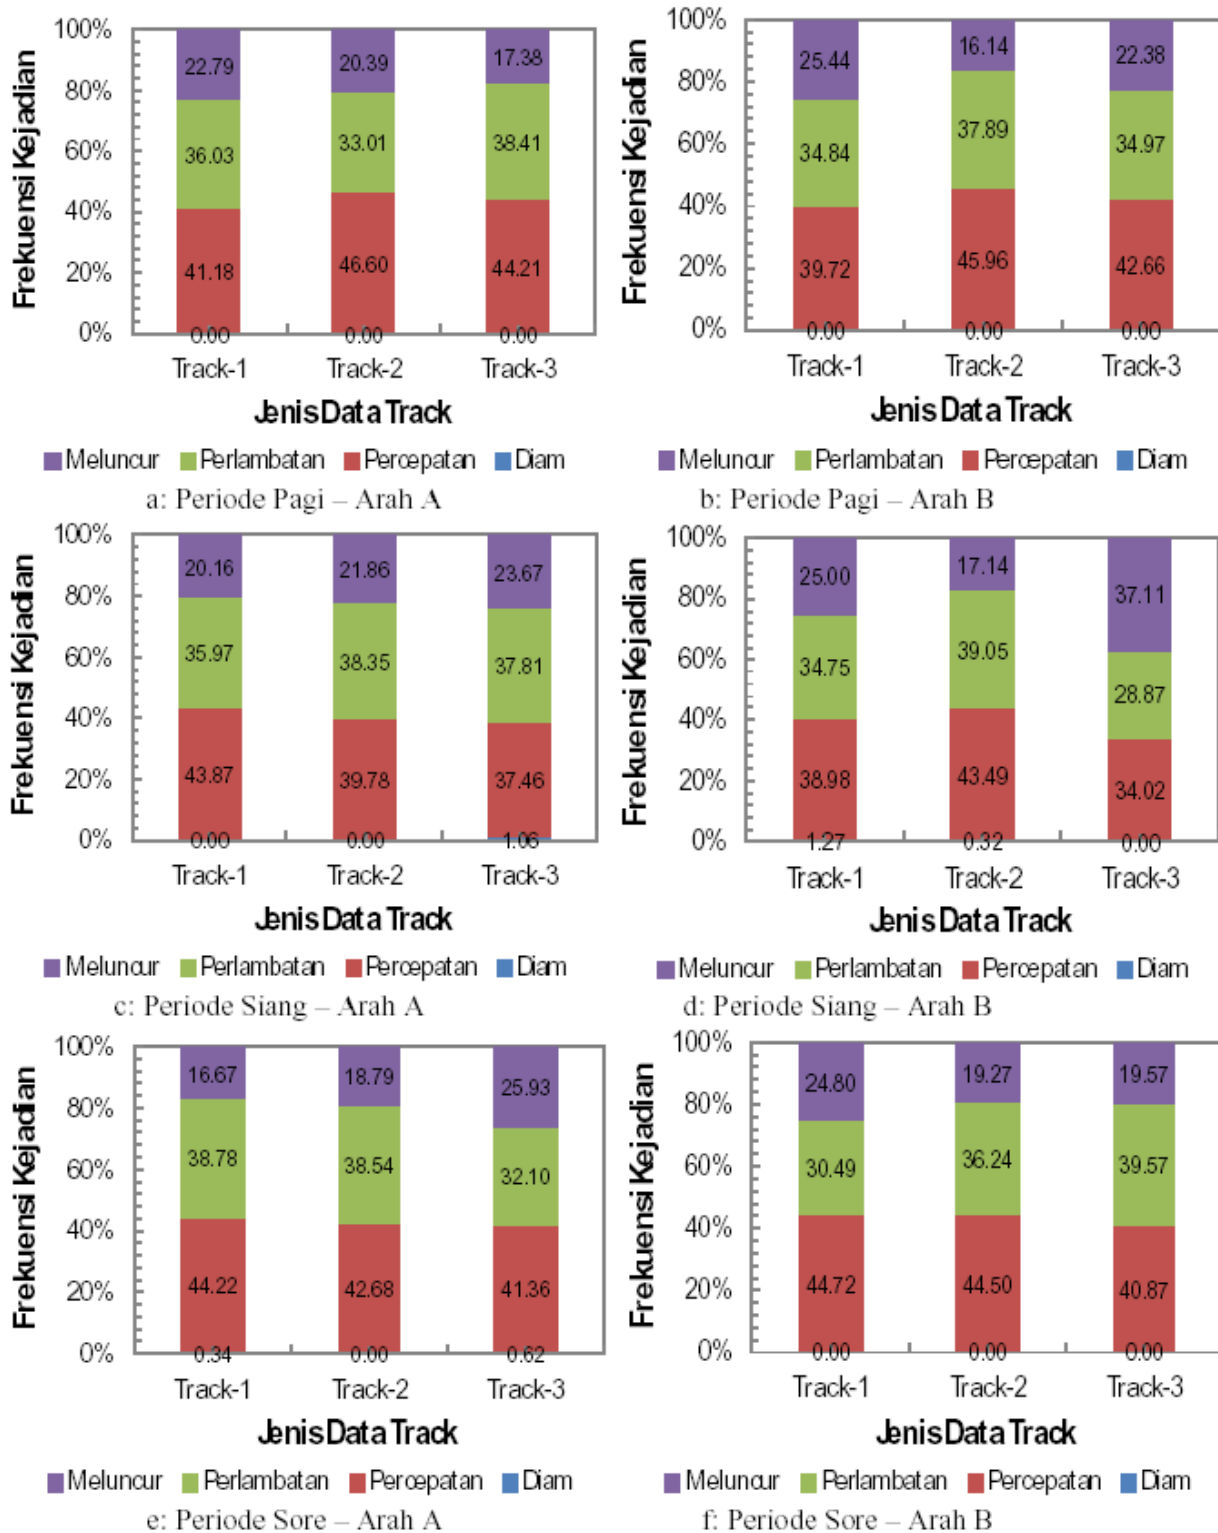 100%
22.79
20.39
17.38
80%
36.03
33.01
38.41
60%
40%
41.18
46.60
44.21
20%
0%
0.00
0.00
0.00
Frekuensi Kejadian
Track-1
Track-2
Track-3
Jenis Data Track
Meluncur Perlambatan Percepatan Diam
a: Periode Pagi – Arah A
100%
25.44
16.14
22.38
80%
34.84
37.89
34.97
60%
40%
39.72
45.96
42.66
20%
0%
0.00
0.00
0.00
Frekuensi Kejadian
Track-1
Track-2
Track-3
Jenis Data Track
Meluncur Perlambatan Percepatan Diam
b: Periode Pagi – Arah B
100%
20.16
21.86
23.67
80%
35.97
38.35
37.81
60%
40%
43.87
39.78
37.46
20%
0%
0.00
0.00
1.06
Frekuensi Kejadian
Track-1
Track-2
Track-3
Jenis Data Track
Meluncur Perlambatan Percepatan Diam
c: Periode Siang – Arah A
100%
25.00
17.14
37.11
80%
34.75
39.05
28.87
60%
40%
38.98
43.49
34.02
20%
0%
1.27
0.32
0.00
Frekuensi Kejadian
Track-1
Track-2
Track-3
Jenis Data Track
Meluncur Perlambatan Percepatan Diam
d: Periode Siang – Arah B
100%
16.67
18.79
25.93
80%
38.78
38.54
32.10
60%
40%
44.22
42.68
41.36
20%
0%
0.34
0.00
0.62
Frekuensi Kejadian
Track-1
Track-2
Track-3
Jenis Data Track
Meluncur Perlambatan Percepatan Diam
e: Periode Sore – Arah A
100%
24.80
19.27
19.57
80%
30.49
36.24
39.57
60%
40%
44.72
44.50
40.87
20%
0%
0.00
0.00
0.00
Frekuensi Kejadian
Track-1
Track-2
Track-3
Jenis Data Track
Meluncur Perlambatan Percepatan Diam
f: Periode Sore – Arah B